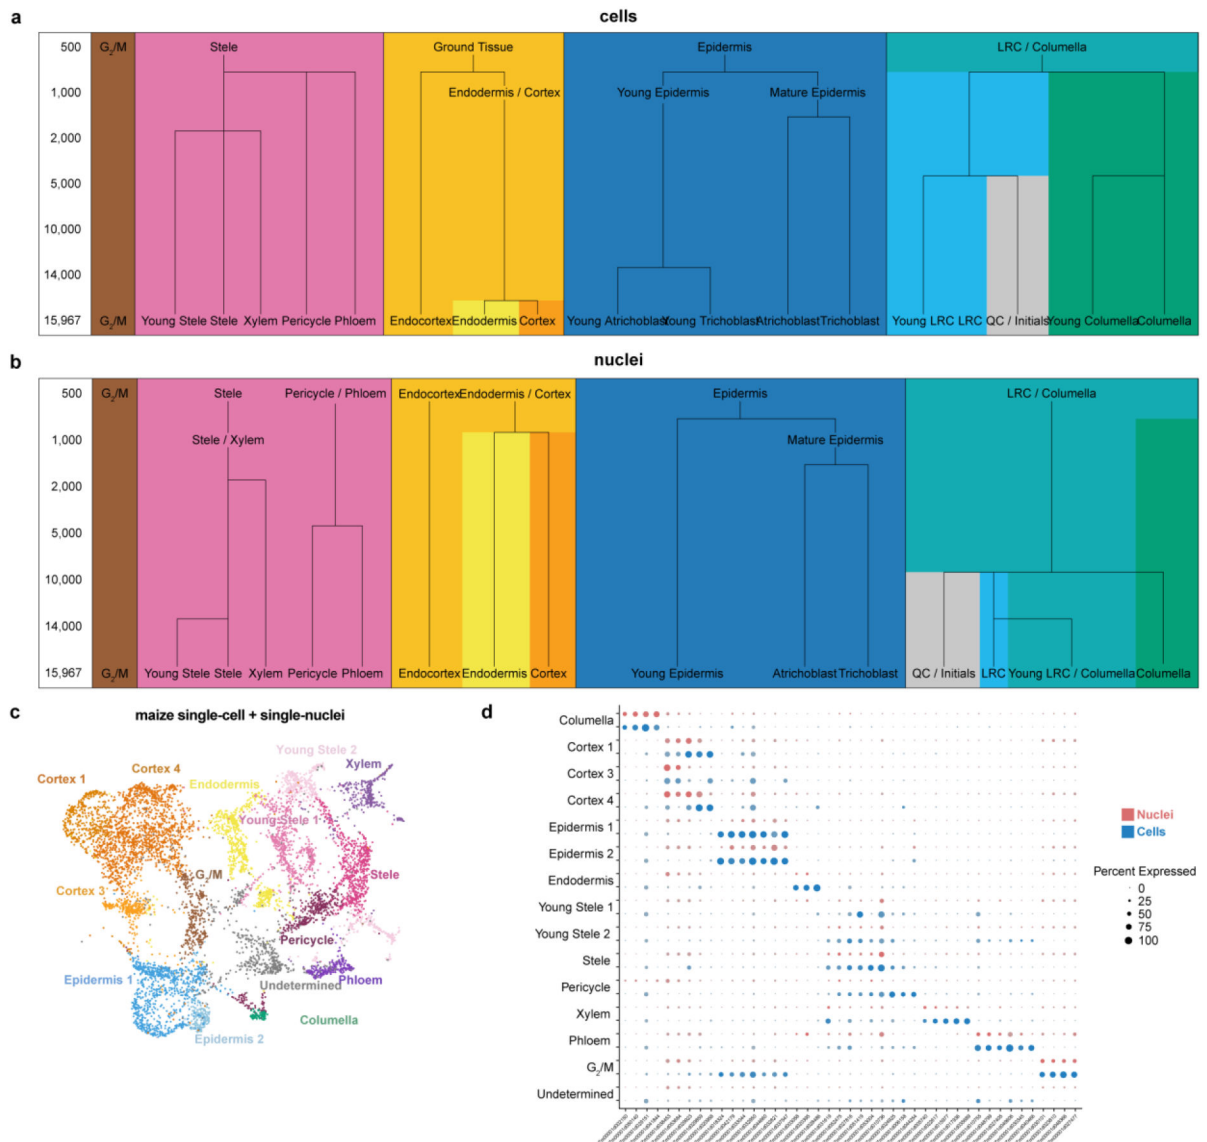 a
cells
500 G2/M Stele Ground Tissue Epidermis LRC / Columella
1,000 Endodermis / Cortex Young Epidermis Mature Epidermis
2,000
5,000
10,000
14,000
15,967 G2/M Young Stele Stele Xylem Pericycle Phloem Endocortex Endodermis Cortex Young Atrichoblast Young Trichoblast Atrichoblast Trichoblast Young LRC LRC QC / Initials Young Columella Columella
b
nuclei
500 G2/M Stele Pericycle / Phloem Endocortex Endodermis / Cortex Epidermis LRC / Columella
1,000 Stele / Xylem Mature Epidermis
2,000
5,000
10,000
14,000
15,967 G2/M Young Stele Stele Xylem Pericycle Phloem Endocortex Endodermis Cortex Young Epidermis Atrichoblast Trichoblast QC / Initials LRC Young LRC / Columella Columella
c
maize single-cell + single-nuclei
Young Stele 2
Xylem
Cortex 4
Cortex 1
Endodermis
Young Stele 1
G2/M
Stele
Cortex 3
Pericycle
Epidermis 1
Undetermined
Phloem
Columella
Epidermis 2
d
Columella
Cortex 1
Cortex 3
Cortex 4
Epidermis 1
Epidermis 2
Endodermis
Young Stele 1
Young Stele 2
Stele
Pericycle
Xylem
Phloem
G2/M
Undetermined
Nuclei
Cells
Percent Expressed
0
25
50
75
100